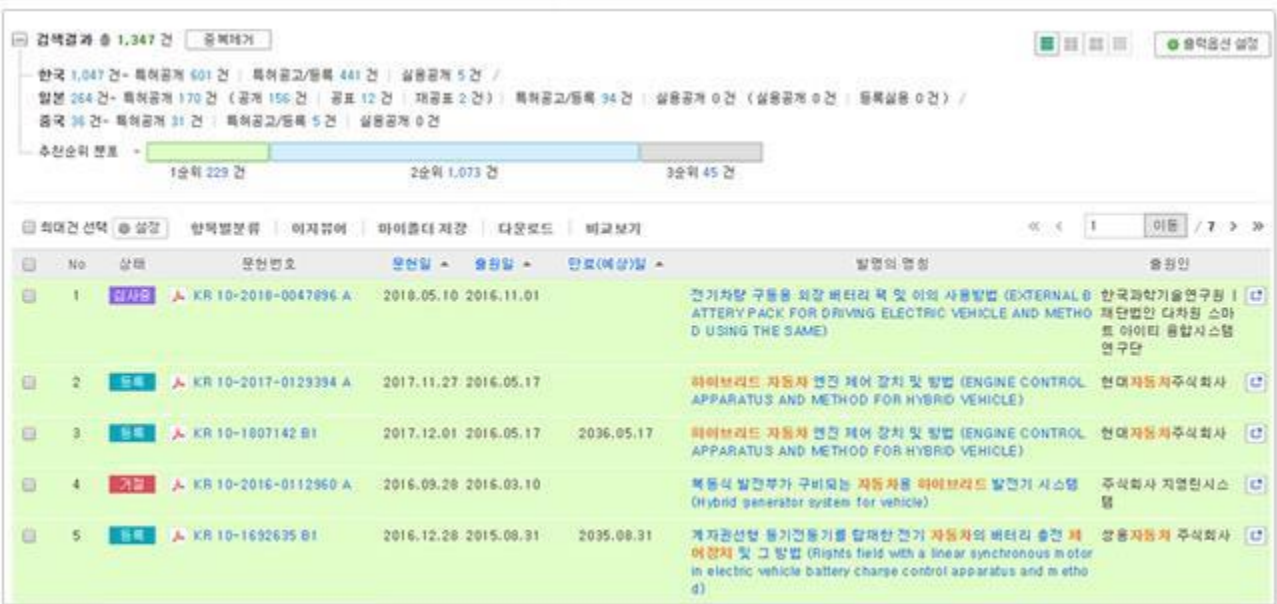 검색결과 총 1,347 건 중복제거 출력옵션 설정
한국 1,047 건- 특허공개 601 건 | 특허공고/등록 441 건 | 실용공개 5 건 /
일본 264 건- 특허공개 170 건 (공개 156 건 | 공표 12 건 | 재공표 2 건) | 특허공고/등록 94 건 | 실용공개 0 건 (실용공개 0 건 | 등록실용 0 건) /
중국 36 건- 특허공개 31 건 | 특허공고/등록 5 건 | 실용공개 0 건
추천순위 분포 -
1순위 229 건 2순위 1,073 건 3순위 45 건
최대건 선택 설정 항목별분류 | 이지뷰어 | 마이폴더 저장 | 다운로드 | 비교보기 « < 1 이동 / 7 > »
No 상태 문헌번호 문헌일 출원일 만료(예상)일 발명의 명칭 출원인
1 심사중 KR 10-2018-0047896 A 2018.05.10 2016.11.01 전기차량 구동용 외장 배터리 팩 및 이의 사용방법 (EXTERNAL B 한국과학기술연구원 |
ATTERY PACK FOR DRIVING ELECTRIC VEHICLE AND METHO 재단법인 다차원 스마
D USING THE SAME) 트 아이티 융합시스템
연구단
2 등록 KR 10-2017-0129394 A 2017.11.27 2016.05.17 하이브리드 자동차 엔진 제어 장치 및 방법 (ENGINE CONTROL 현대자동차주식회사
APPARATUS AND METHOD FOR HYBRID VEHICLE)
3 등록 KR 10-1807142 B1 2017.12.01 2016.05.17 2036.05.17 하이브리드 자동차 엔진 제어 장치 및 방법 (ENGINE CONTROL 현대자동차주식회사
APPARATUS AND METHOD FOR HYBRID VEHICLE)
4 거절 KR 10-2016-0112960 A 2016.09.28 2016.03.10 복동식 발전부가 구비되는 자동차용 하이브리드 발전기 시스템 주식회사 지영린시스
(Hybrid generator system for vehicle) 템
5 등록 KR 10-1692635 B1 2016.12.28 2015.08.31 2035.08.31 계자권선형 동기전동기를 탑재한 전기 자동차의 배터리 충전 제 쌍용자동차 주식회사
어장치 및 그 방법 (Rights field with a linear synchronous motor
in electric vehicle battery charge control apparatus and metho
d)